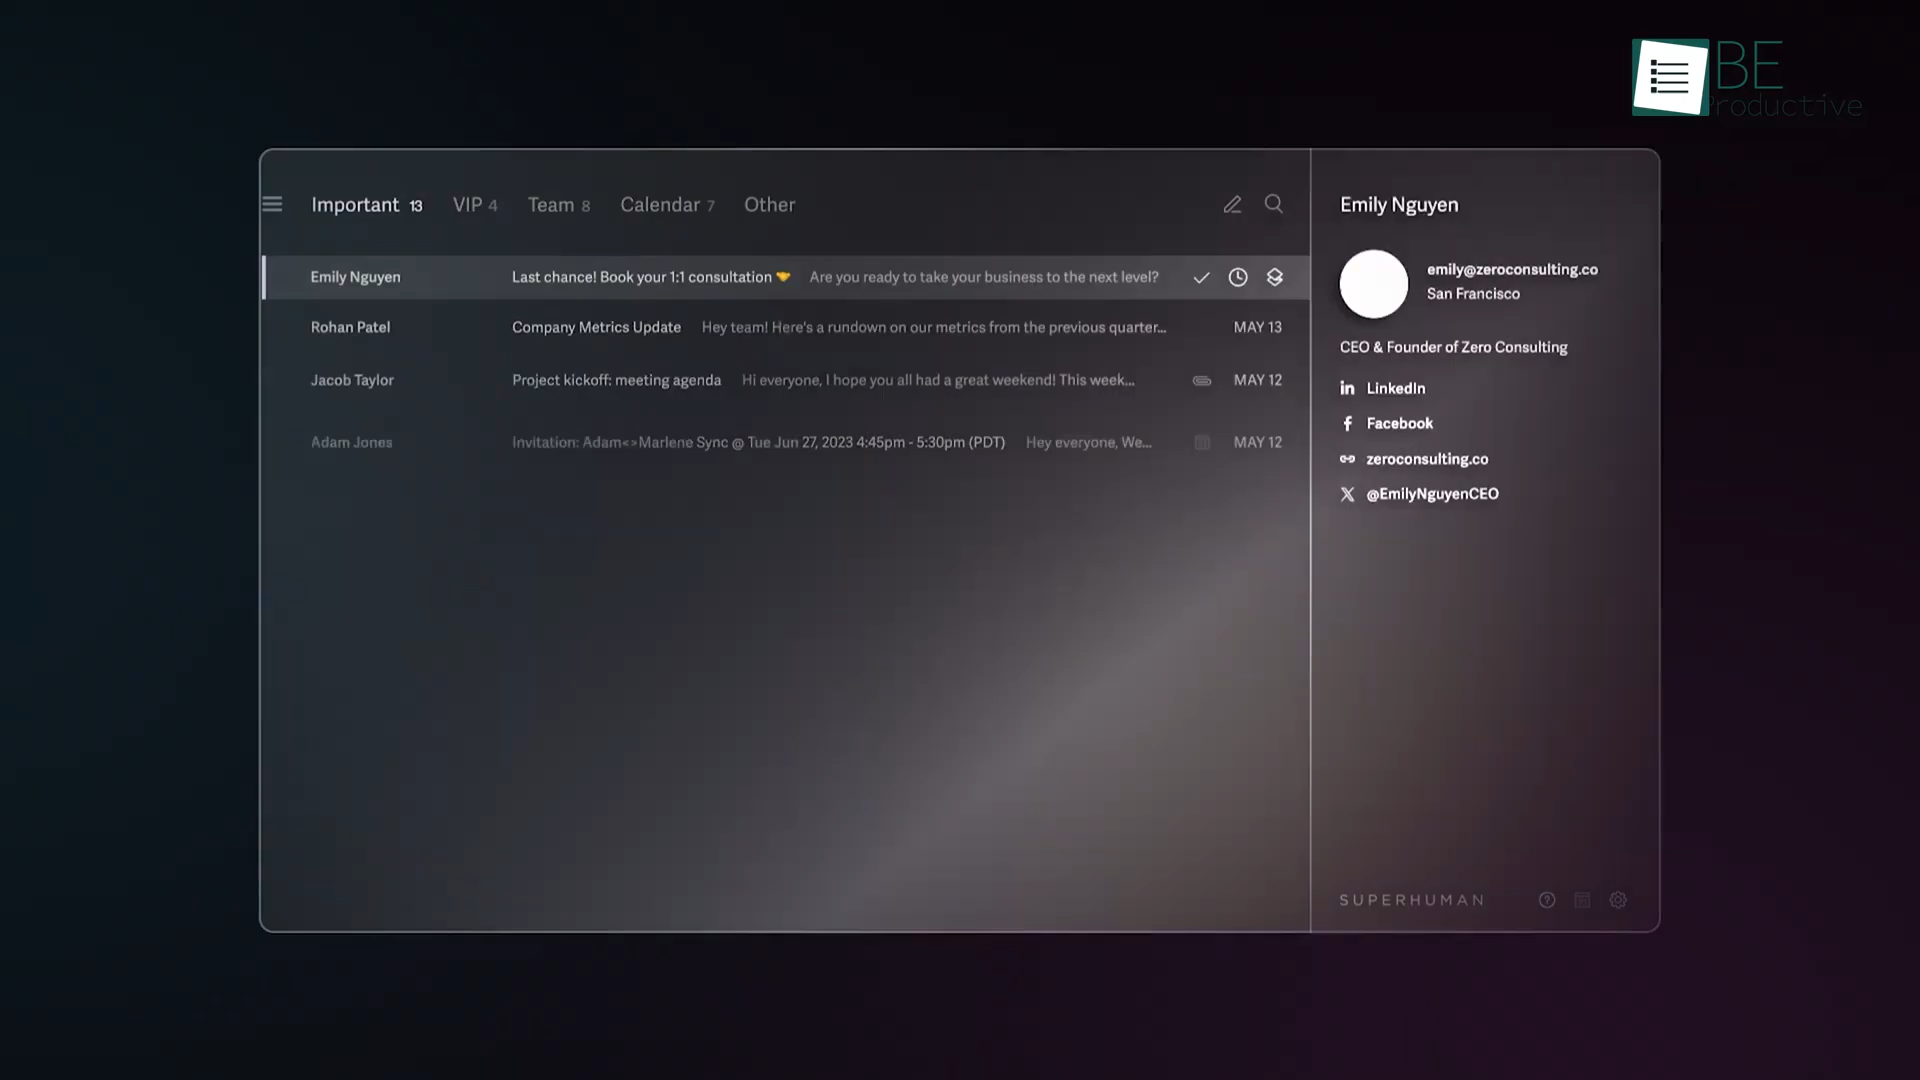 BE
Productive
Important 13 VIP 4 Team 8 Calendar 7 Other
Emily Nguyen Last chance! Book your 1:1 consultation 🤝 Are you ready to take your business to the next level?
Rohan Patel Company Metrics Update Hey team! Here's a rundown on our metrics from the previous quarter... MAY 13
Jacob Taylor Project kickoff: meeting agenda Hi everyone, I hope you all had a great weekend! This week... MAY 12
Adam Jones Invitation: Adam<>Marlene Sync @ Tue Jun 27, 2023 4:45pm - 5:30pm (PDT) Hey everyone, We... MAY 12
Emily Nguyen
emily@zeroconsulting.co
San Francisco
CEO & Founder of Zero Consulting
LinkedIn
Facebook
zeroconsulting.co
@EmilyNguyenCEO
SUPERHUMAN